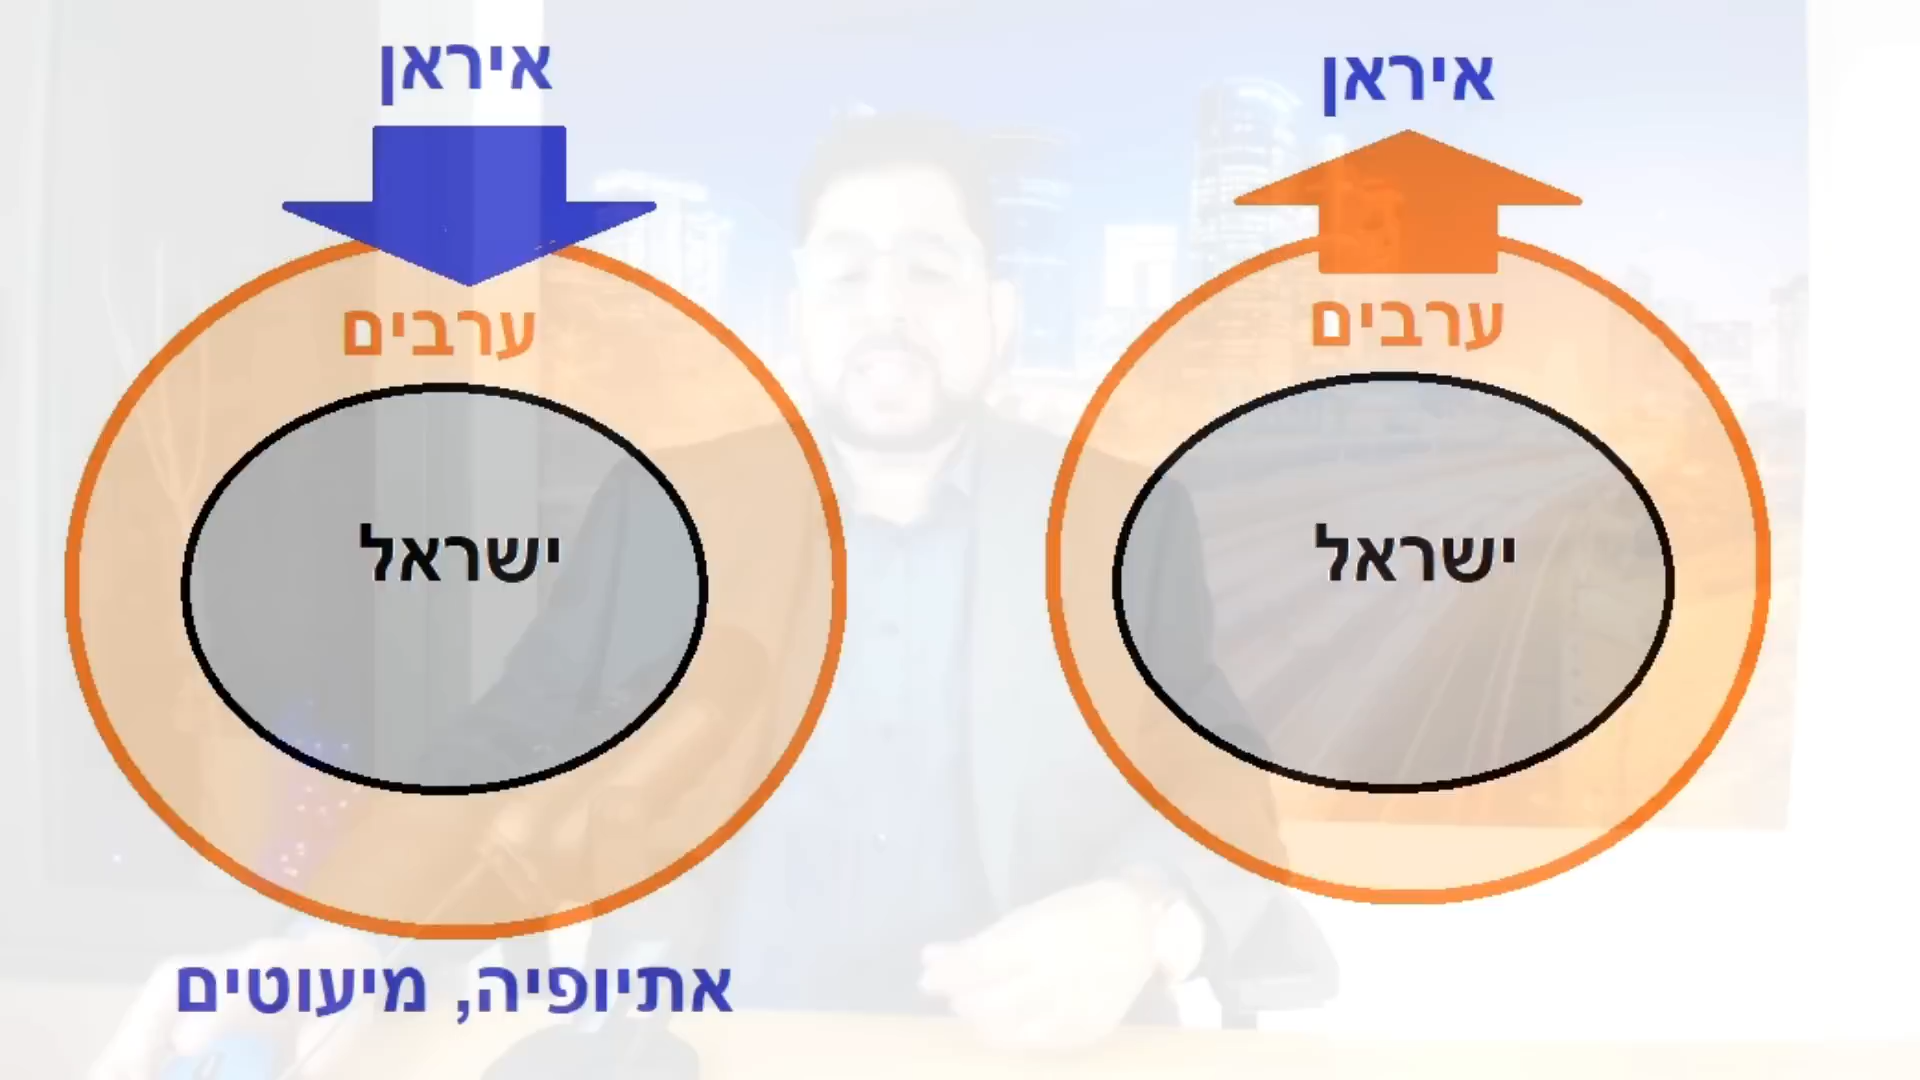 איראן
ערבים
ישראל
אתיופיה, מיעוטים
איראן
ערבים
ישראל